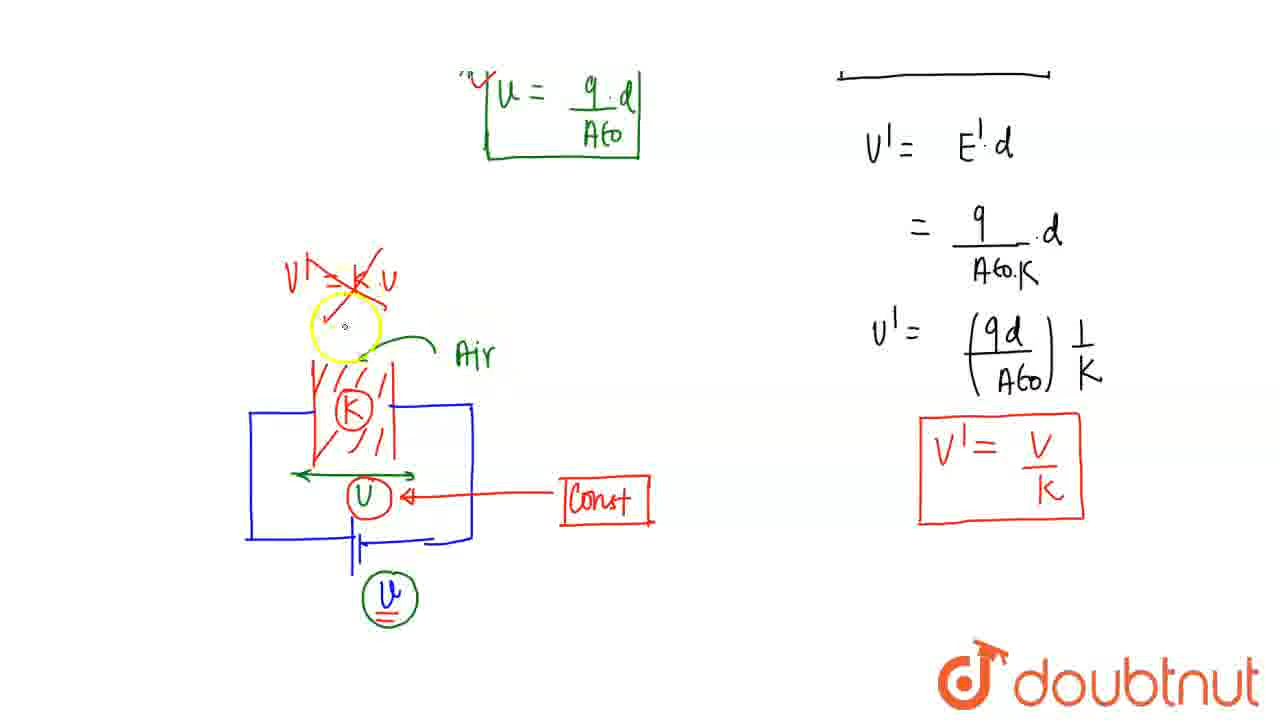 V = q.d / Aε₀
V' = K.V
Air
K
V
Const
V
V' = E'.d
= q / Aε₀.K .d
V' = (qd / Aε₀) 1/K
V' = V/K
doubtnut